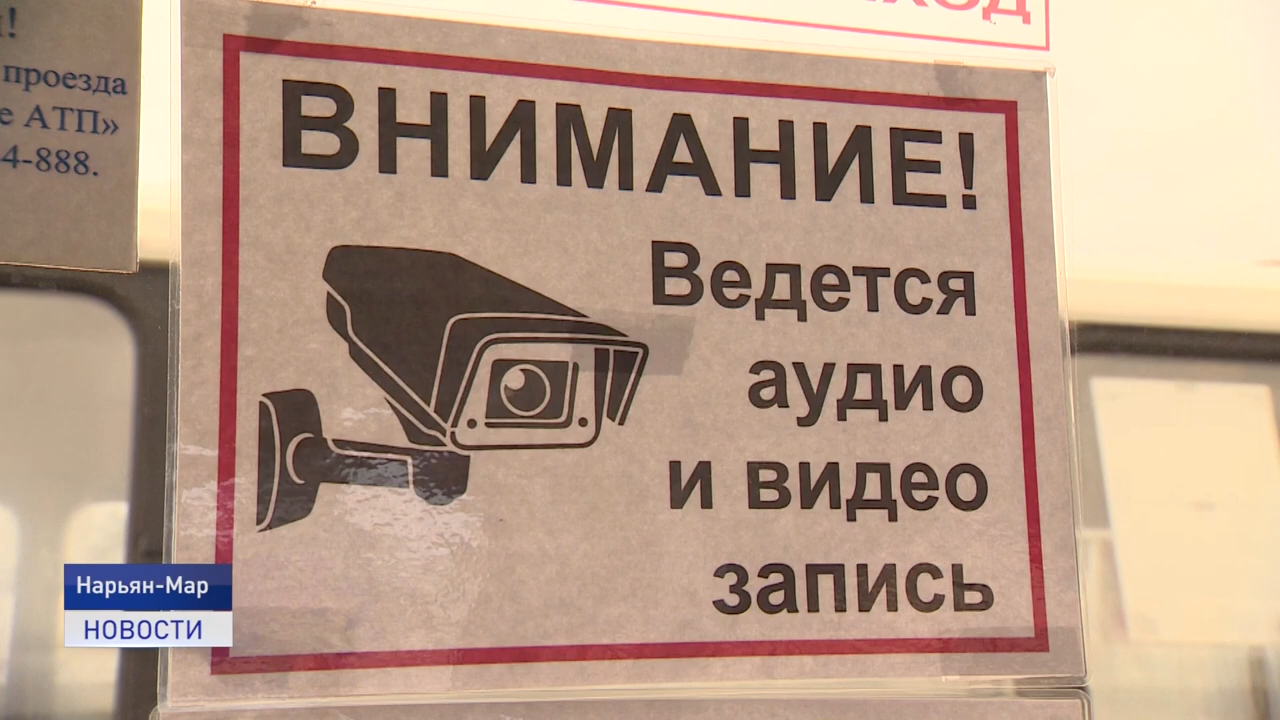 проезда
е АТП»
4-888.
ВНИМАНИЕ!
Ведется
аудио
и видео
запись
Нарьян-Мар
НОВОСТИ